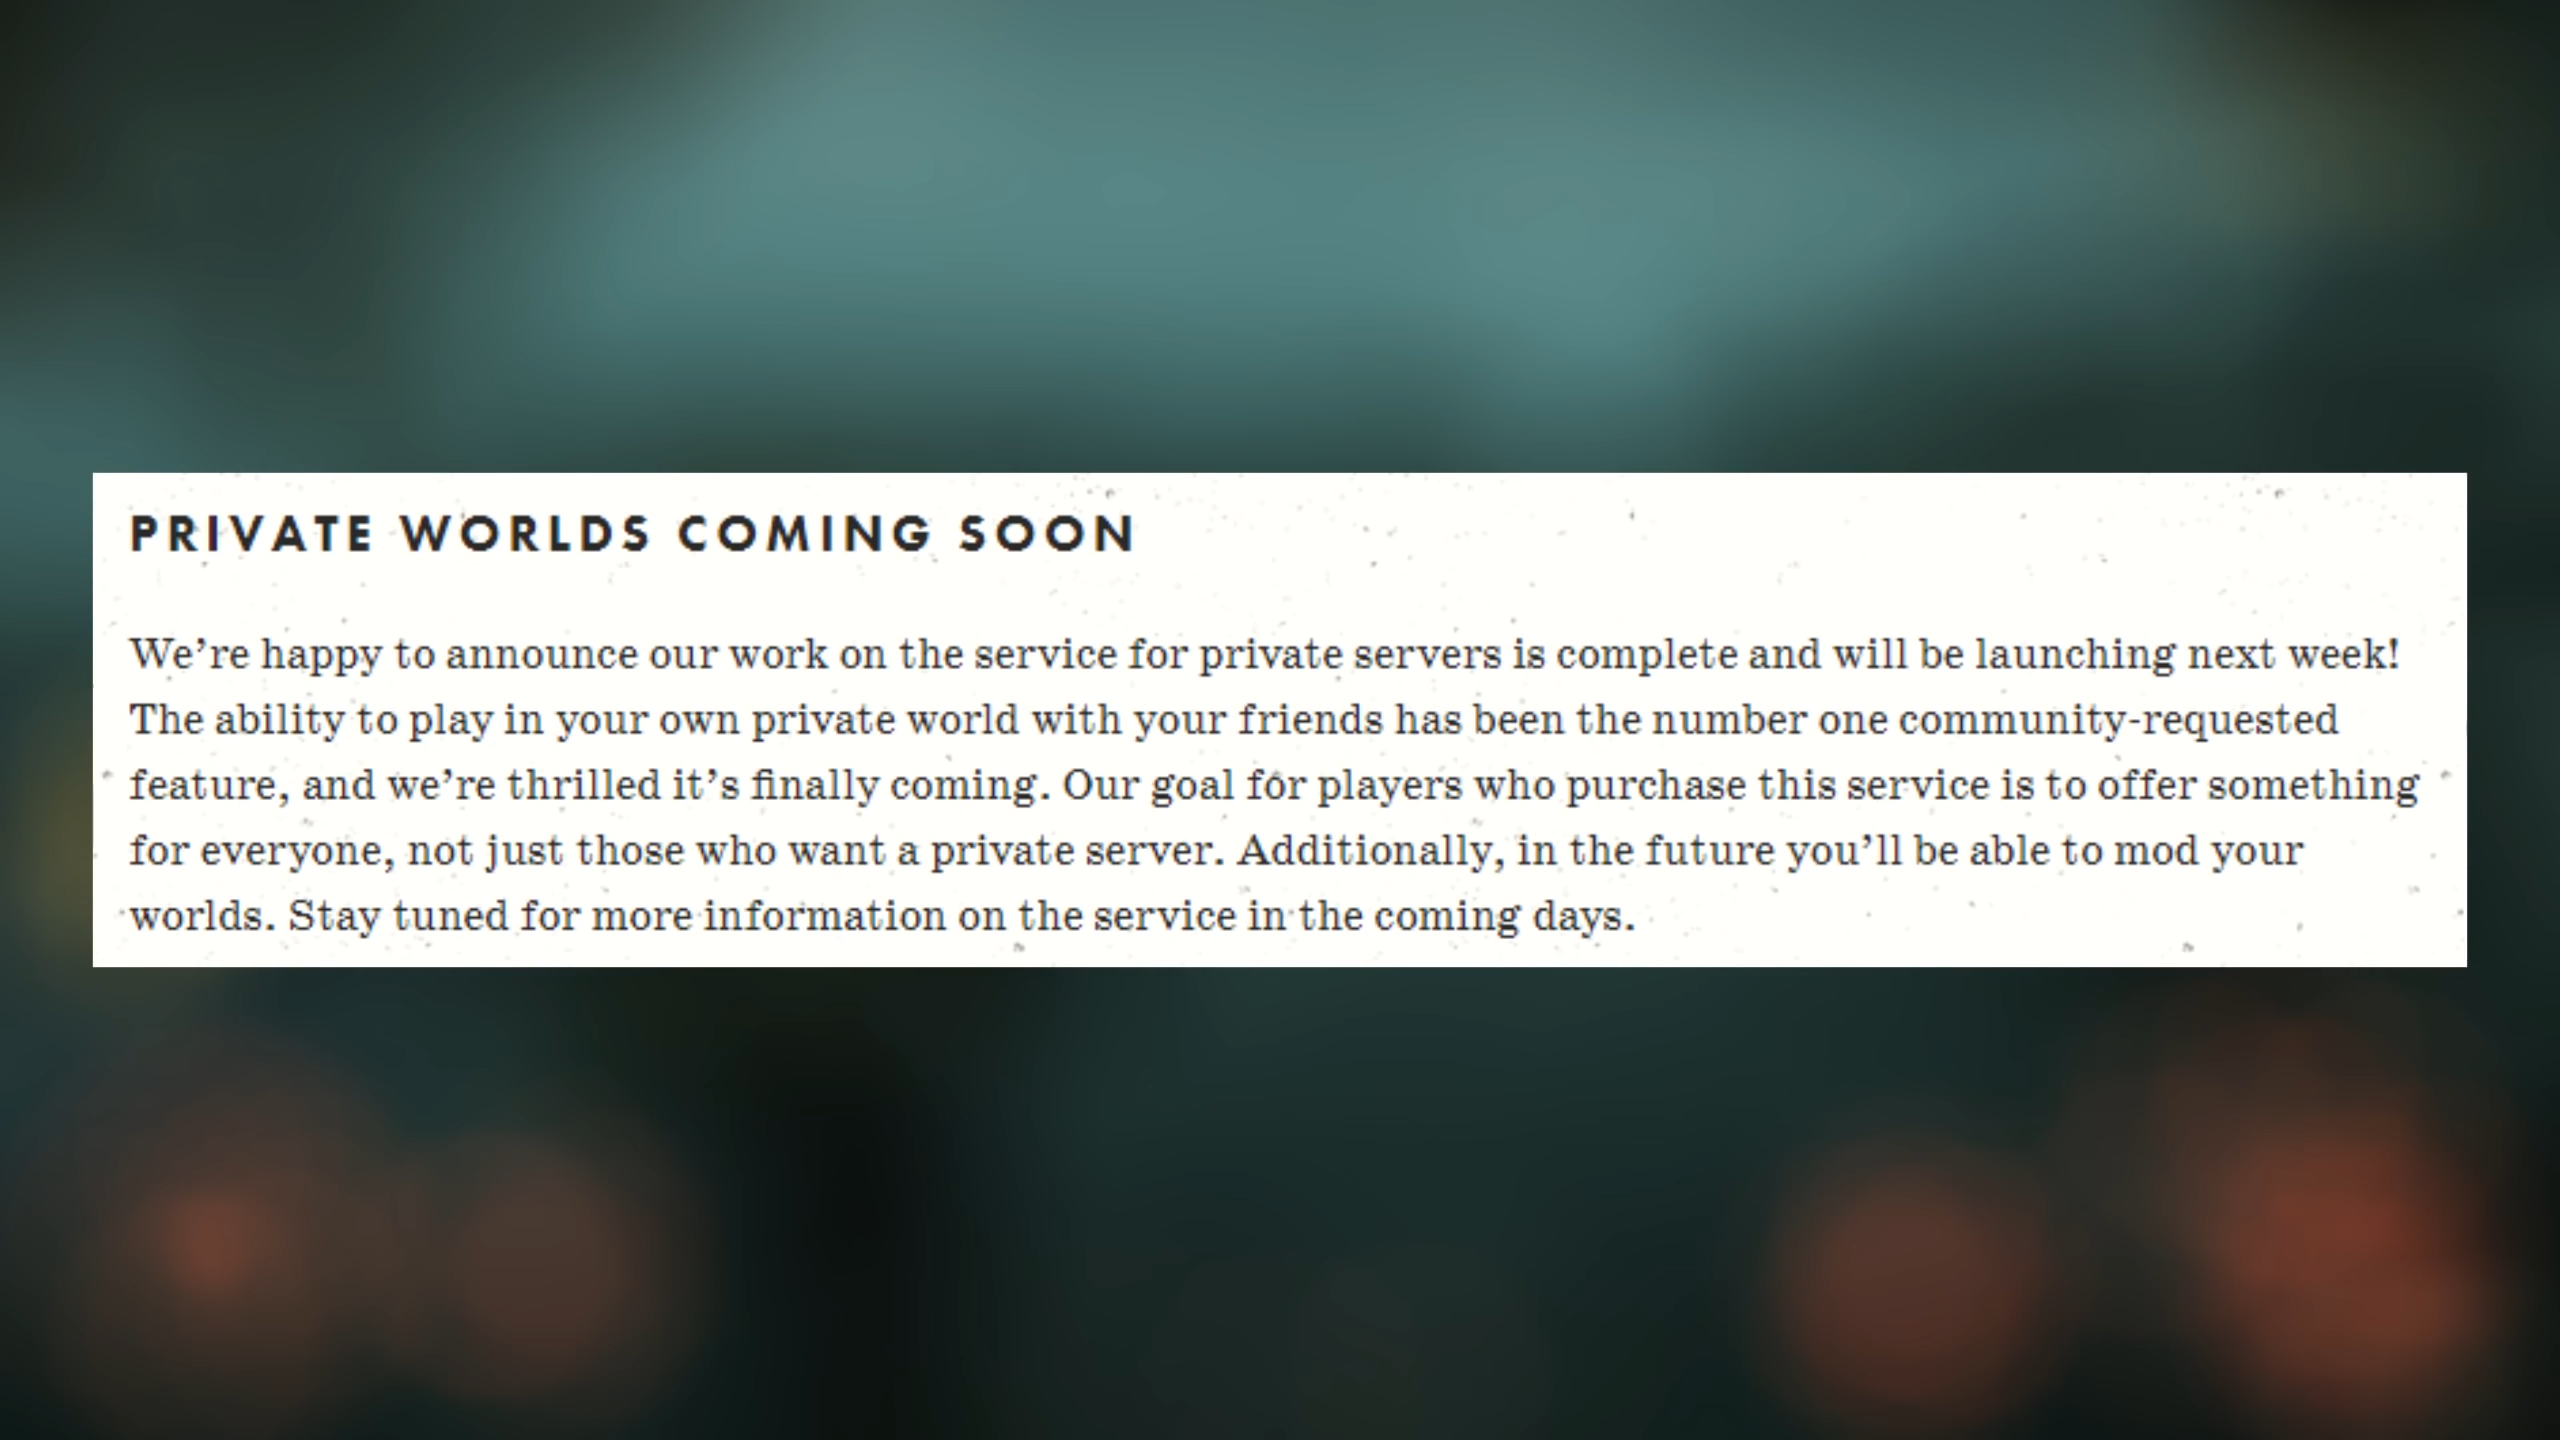 PRIVATE WORLDS COMING SOON
We’re happy to announce our work on the service for private servers is complete and will be launching next week!
The ability to play in your own private world with your friends has been the number one community-requested
feature, and we’re thrilled it’s finally coming. Our goal for players who purchase this service is to offer something
for everyone, not just those who want a private server. Additionally, in the future you’ll be able to mod your
worlds. Stay tuned for more information on the service in the coming days.